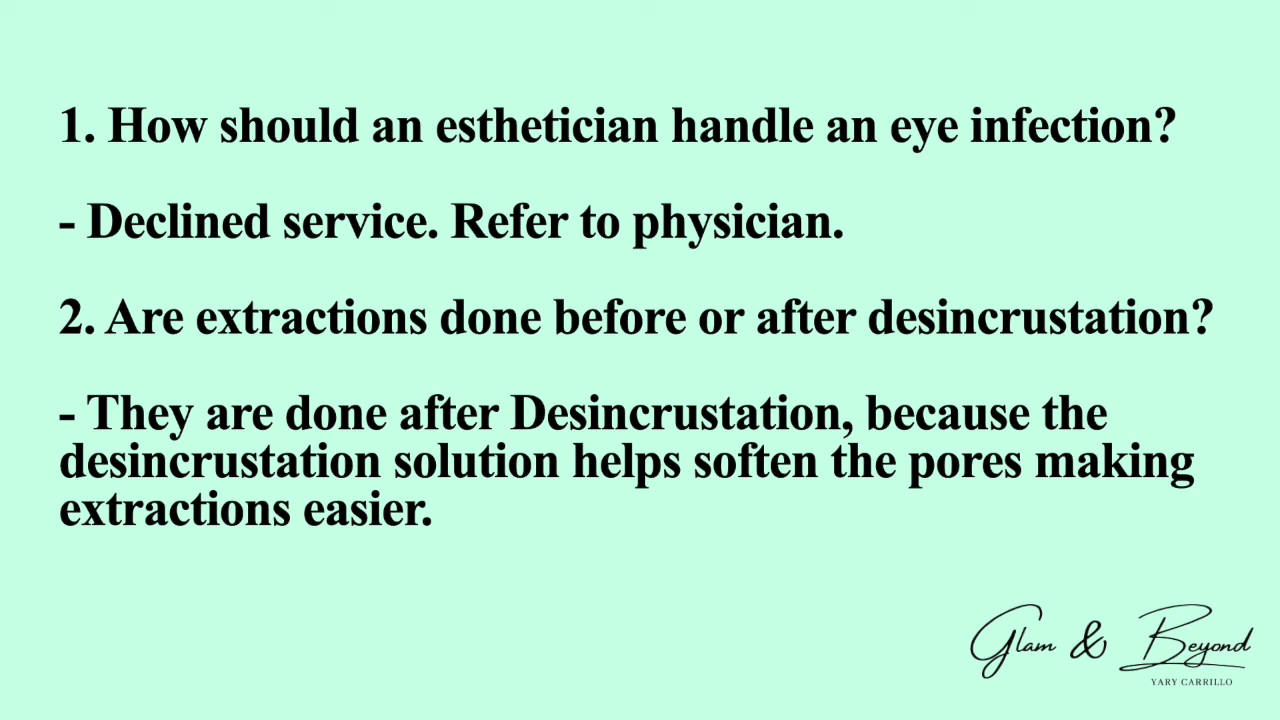 1. How should an esthetician handle an eye infection?
- Declined service. Refer to physician.
2. Are extractions done before or after desincrustation?
- They are done after Desincrustation, because the
desincrustation solution helps soften the pores making
extractions easier.
Glam & Beyond
YARY CARRILLO